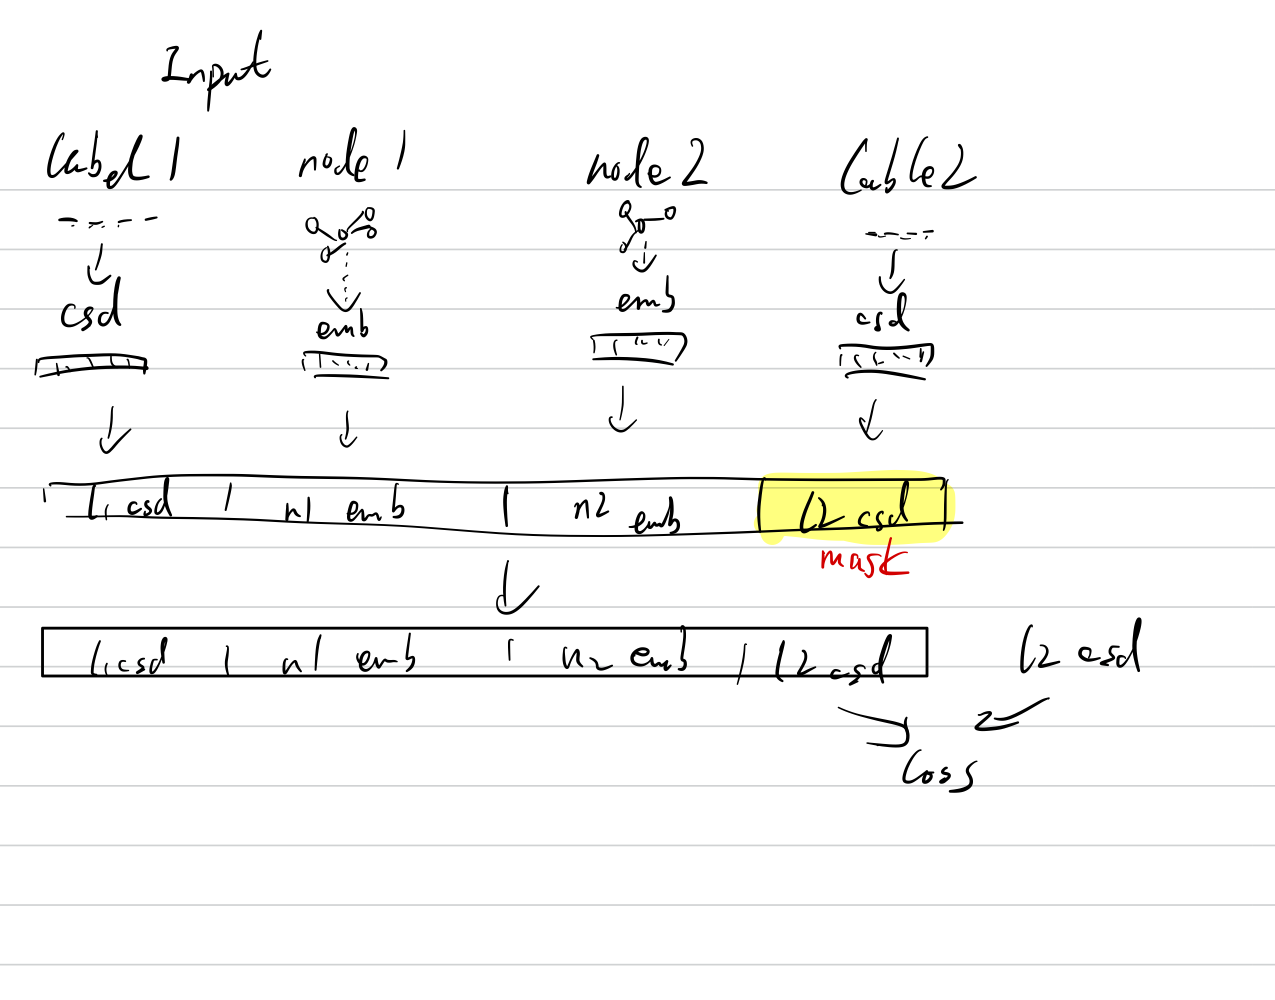 Input
label 1 node 1 node 2 lable2
csd emb emb csd
l1 csd | n1 emb | n2 emb | l2 csd
mask
l1 csd | n1 emb | n2 emb | l2 csd l2 csd
loss